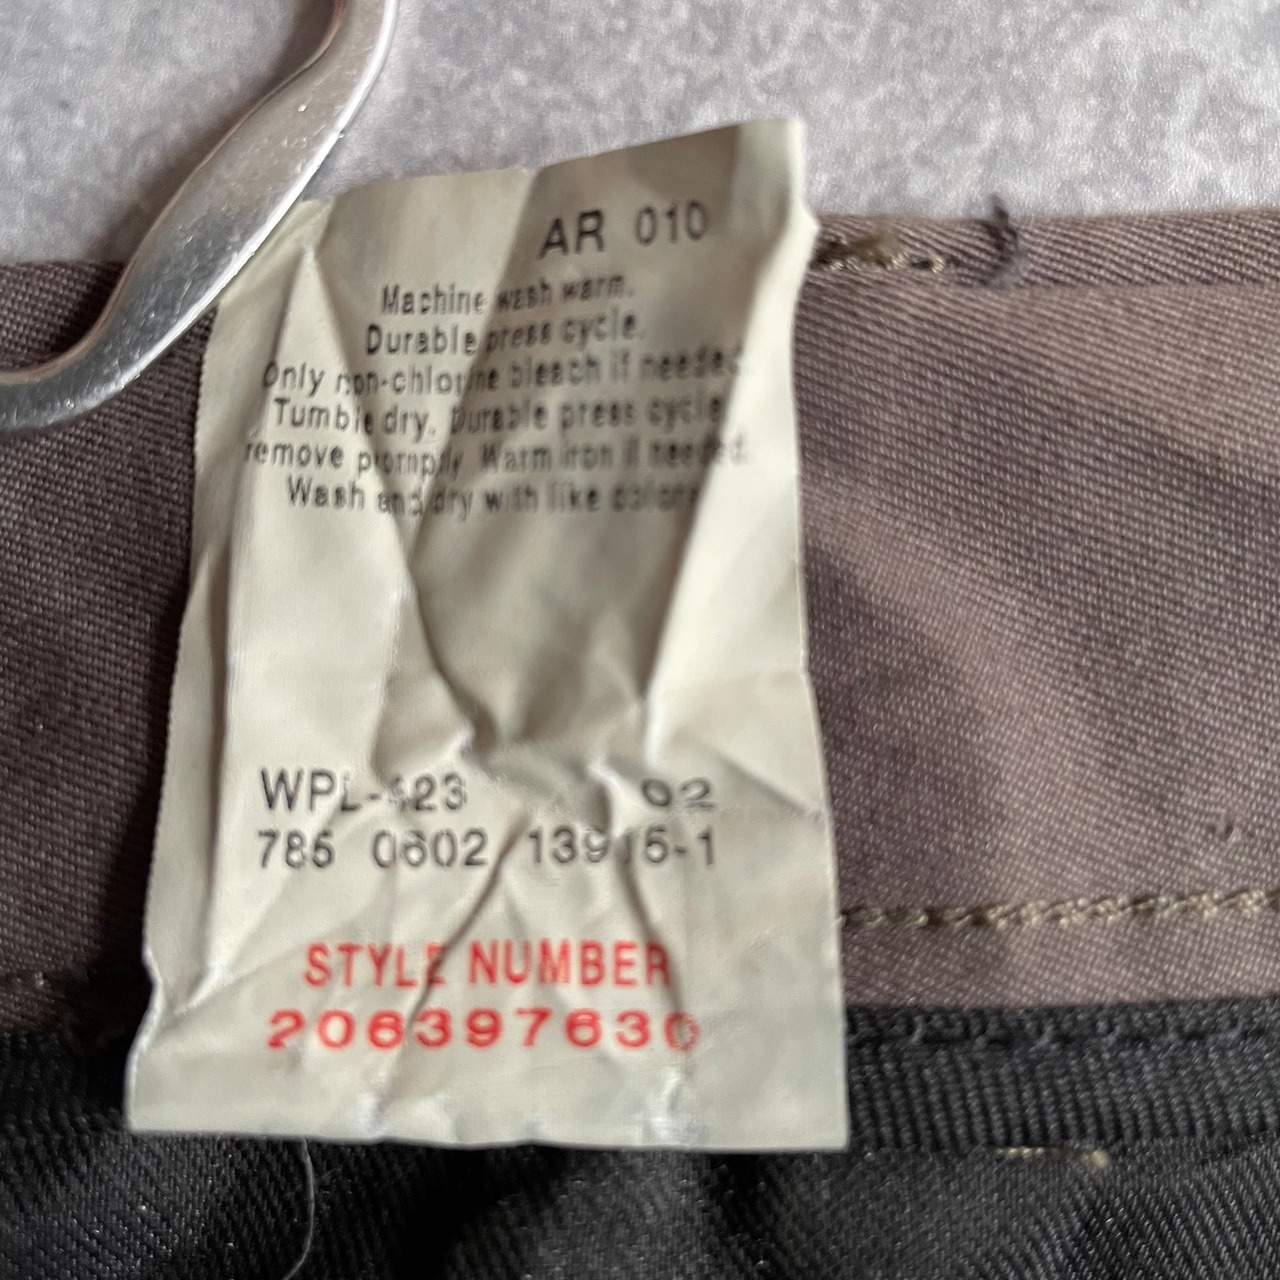 AR 010
Machine wash warm.
Durable press cycle.
Only non-chlorine bleach if needed.
Tumble dry. Durable press cycle
remove promptly Warm iron if needed.
Wash and dry with like colors
WPL-423 02
785 0602 13915-1
STYLE NUMBER
206397630